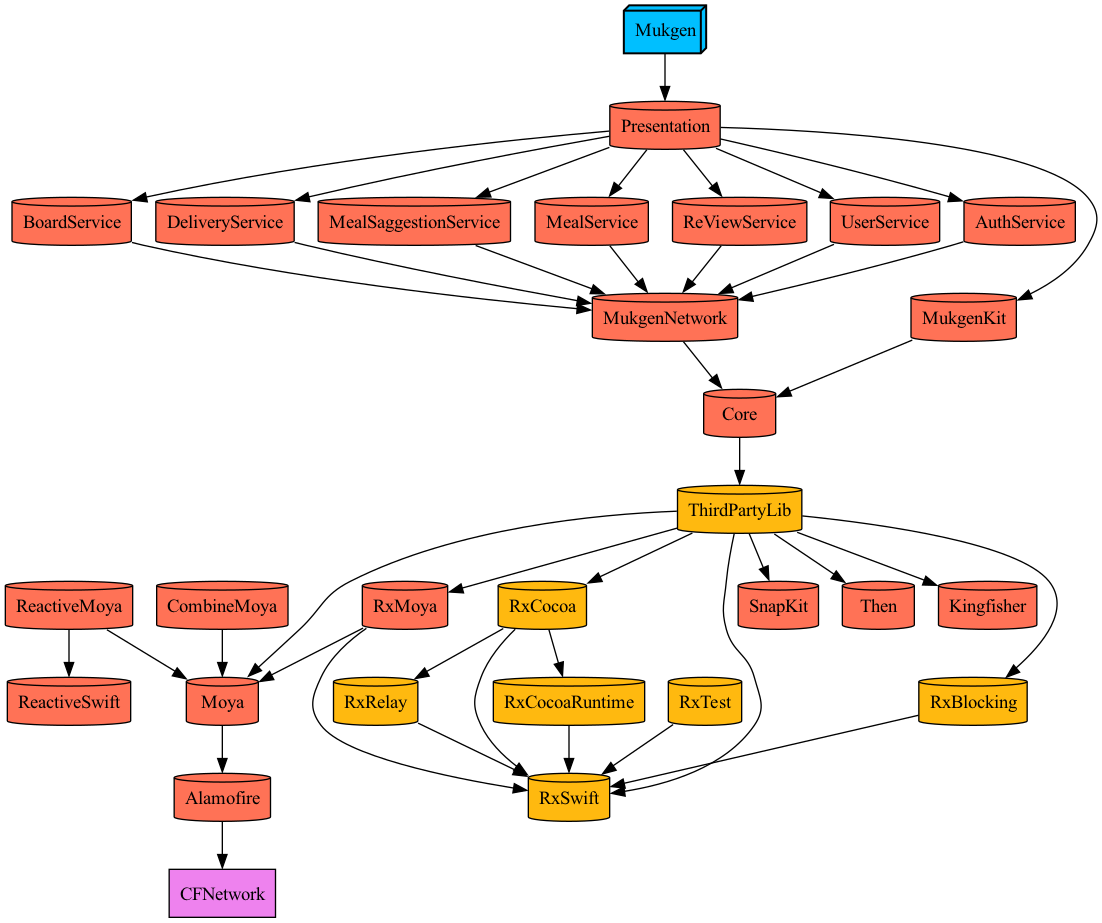 Mukgen
Presentation
BoardService
DeliveryService
MealSaggestionService
MealService
ReViewService
UserService
AuthService
MukgenNetwork
MukgenKit
Core
ThirdPartyLib
ReactiveMoya
CombineMoya
RxMoya
RxCocoa
SnapKit
Then
Kingfisher
ReactiveSwift
Moya
RxRelay
RxCocoaRuntime
RxTest
RxBlocking
Alamofire
RxSwift
CFNetwork